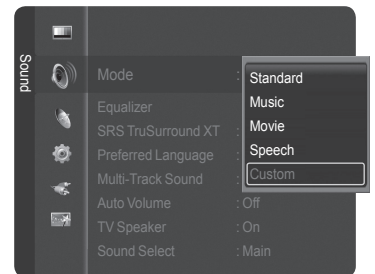 Sound
Mode :
Standard
Music
Movie
Speech
Custom
Equalizer
SRS TruSurround XT :
Preferred Language :
Multi-Track Sound :
Auto Volume : Off
TV Speaker : On
Sound Select : Main